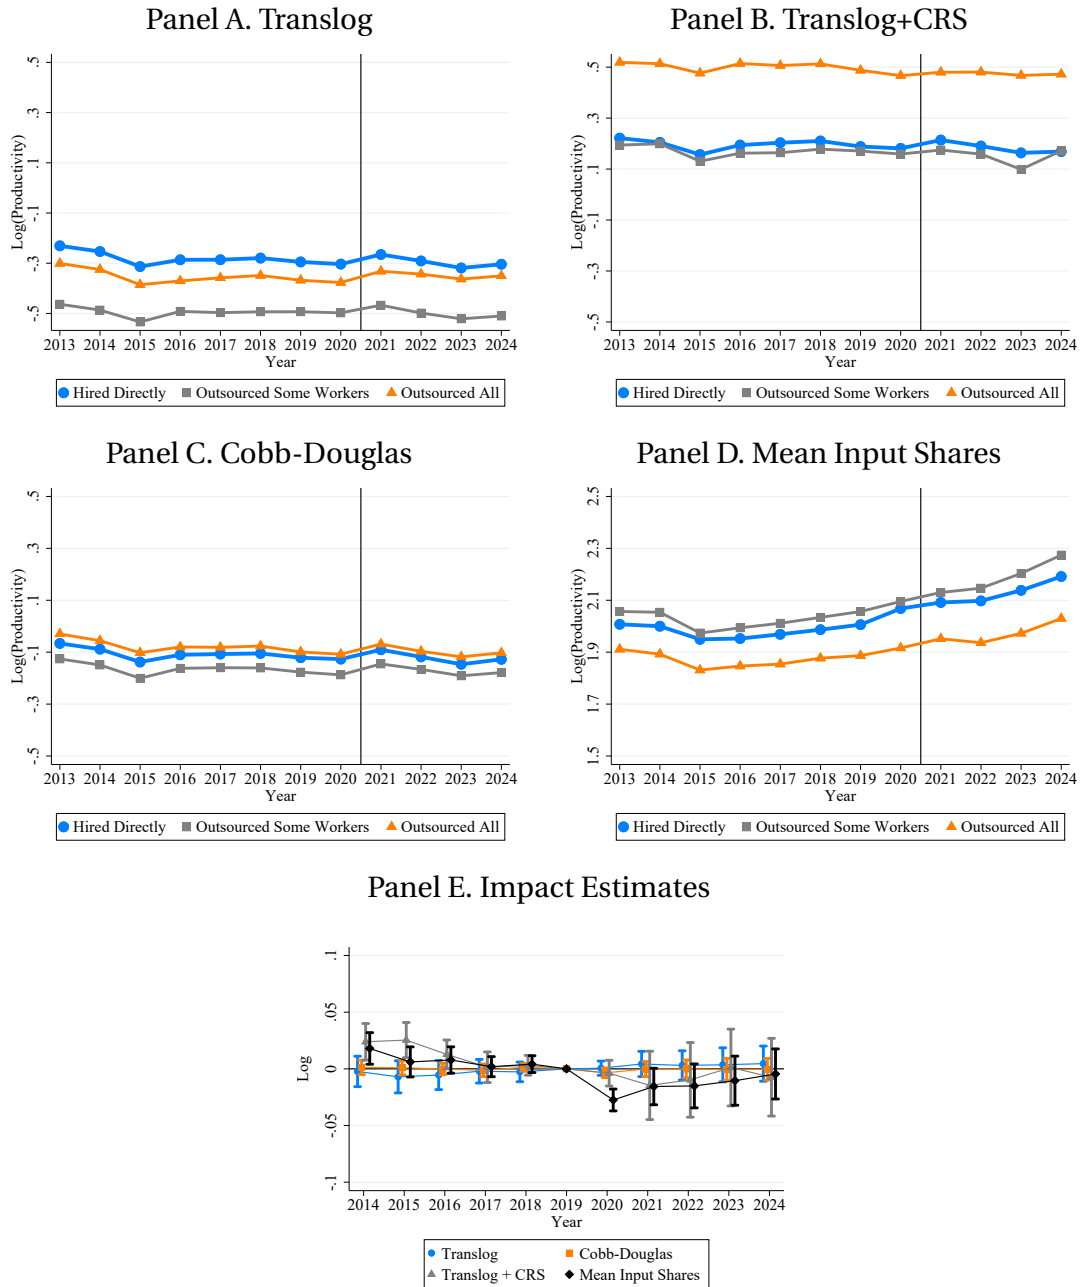 Panel A. Translog
Log(Productivity)
.5
.3
.1
-.1
-.3
-.5
2013 2014 2015 2016 2017 2018 2019 2020 2021 2022 2023 2024
Year
Hired Directly Outsourced Some Workers Outsourced All
Panel B. Translog+CRS
Log(Productivity)
.5
.3
.1
-.1
-.3
-.5
2013 2014 2015 2016 2017 2018 2019 2020 2021 2022 2023 2024
Year
Hired Directly Outsourced Some Workers Outsourced All
Panel C. Cobb-Douglas
Log(Productivity)
.5
.3
.1
-.1
-.3
-.5
2013 2014 2015 2016 2017 2018 2019 2020 2021 2022 2023 2024
Year
Hired Directly Outsourced Some Workers Outsourced All
Panel D. Mean Input Shares
Log(Productivity)
2.5
2.3
2.1
1.9
1.7
1.5
2013 2014 2015 2016 2017 2018 2019 2020 2021 2022 2023 2024
Year
Hired Directly Outsourced Some Workers Outsourced All
Panel E. Impact Estimates
Log
.1
.05
0
-.05
-.1
2014 2015 2016 2017 2018 2019 2020 2021 2022 2023 2024
Year
Translog Cobb-Douglas
Translog + CRS Mean Input Shares